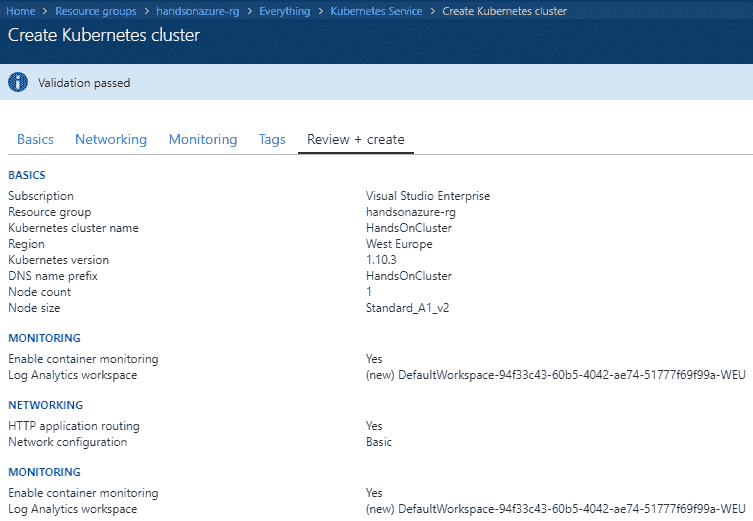 Home > Resource groups > handsonazure-rg > Everything > Kubernetes Service > Create Kubernetes cluster
Create Kubernetes cluster
Validation passed
Basics Networking Monitoring Tags Review + create
BASICS
Subscription Visual Studio Enterprise
Resource group handsonazure-rg
Kubernetes cluster name HandsOnCluster
Region West Europe
Kubernetes version 1.10.3
DNS name prefix HandsOnCluster
Node count 1
Node size Standard_A1_v2
MONITORING
Enable container monitoring Yes
Log Analytics workspace (new) DefaultWorkspace-94f33c43-60b5-4042-ae74-51777f69f99a-WEU
NETWORKING
HTTP application routing Yes
Network configuration Basic
MONITORING
Enable container monitoring Yes
Log Analytics workspace (new) DefaultWorkspace-94f33c43-60b5-4042-ae74-51777f69f99a-WEU